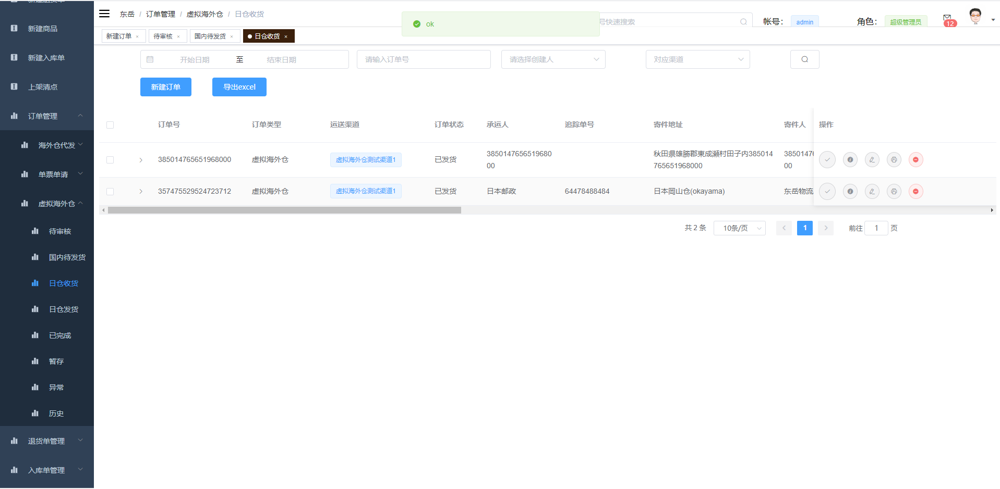 新建商品
新建入库单
上架清点
订单管理
海外仓代发
单票单请
虚拟海外仓
待审核
国内待发货
日仓收货
日仓发货
已完成
暂存
异常
历史
退货单管理
入库单管理
东岳 / 订单管理 / 虚拟海外仓 / 日仓收货
ok
号快速搜索
帐号： admin
角色： 超级管理员
12
新建订单 ×
待审核 ×
国内待发货 ×
日仓收货 ×
开始日期 至 结束日期
请输入订单号
请选择创建人
对应渠道
新建订单
导出excel
订单号 订单类型 运送渠道 订单状态 承运人 追踪单号 寄件地址 寄件人 操作
385014765651968000 虚拟海外仓 虚拟海外仓测试渠道1 已发货 3850147656519680 秋田県雄勝郡東成瀬村田子内385014 3850147
00 765651968000 00
357475529524723712 虚拟海外仓 虚拟海外仓测试渠道1 已发货 日本邮政 64478488484 日本岡山仓(okayama) 东岳物流
共 2 条 10条/页 1 前往 1 页